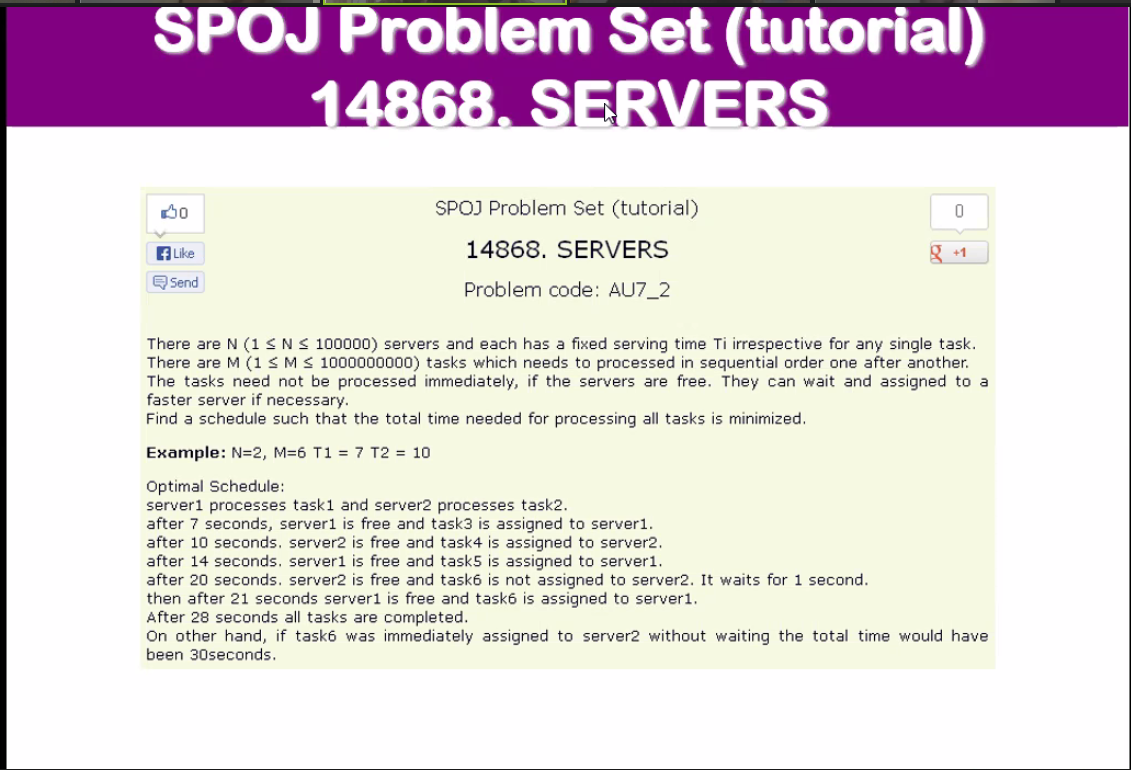 SPOJ Problem Set (tutorial)
14868. SERVERS
0
SPOJ Problem Set (tutorial)
0
14868. SERVERS
Like
g +1
Send
Problem code: AU7_2
There are N (1 ≤ N ≤ 100000) servers and each has a fixed serving time Ti irrespective for any single task.
There are M (1 ≤ M ≤ 1000000000) tasks which needs to processed in sequential order one after another.
The tasks need not be processed immediately, if the servers are free. They can wait and assigned to a
faster server if necessary.
Find a schedule such that the total time needed for processing all tasks is minimized.
Example: N=2, M=6 T1 = 7 T2 = 10
Optimal Schedule:
server1 processes task1 and server2 processes task2.
after 7 seconds, server1 is free and task3 is assigned to server1.
after 10 seconds. server2 is free and task4 is assigned to server2.
after 14 seconds. server1 is free and task5 is assigned to server1.
after 20 seconds. server2 is free and task6 is not assigned to server2. It waits for 1 second.
then after 21 seconds server1 is free and task6 is assigned to server1.
After 28 seconds all tasks are completed.
On other hand, if task6 was immediately assigned to server2 without waiting the total time would have
been 30seconds.